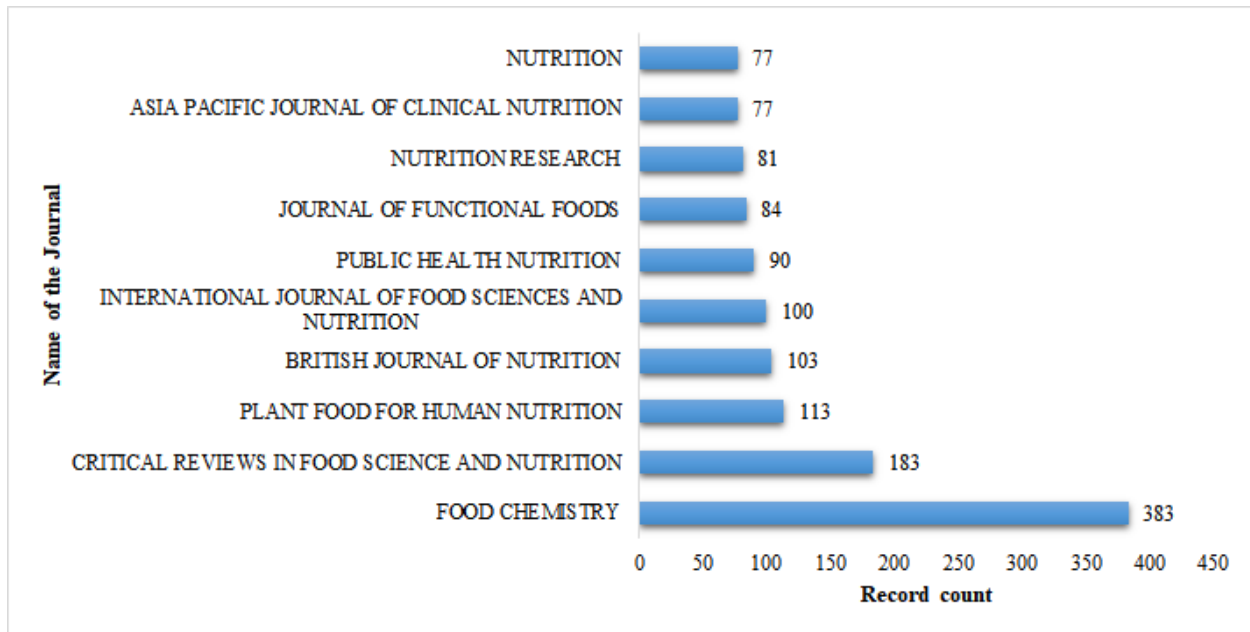 Name of the Journal
NUTRITION 77
ASIA PACIFIC JOURNAL OF CLINICAL NUTRITION 77
NUTRITION RESEARCH 81
JOURNAL OF FUNCTIONAL FOODS 84
PUBLIC HEALTH NUTRITION 90
INTERNATIONAL JOURNAL OF FOOD SCIENCES AND
NUTRITION 100
BRITISH JOURNAL OF NUTRITION 103
PLANT FOOD FOR HUMAN NUTRITION 113
CRITICAL REVIEWS IN FOOD SCIENCE AND NUTRITION 183
FOOD CHEMISTRY 383
0 50 100 150 200 250 300 350 400 450
Record count